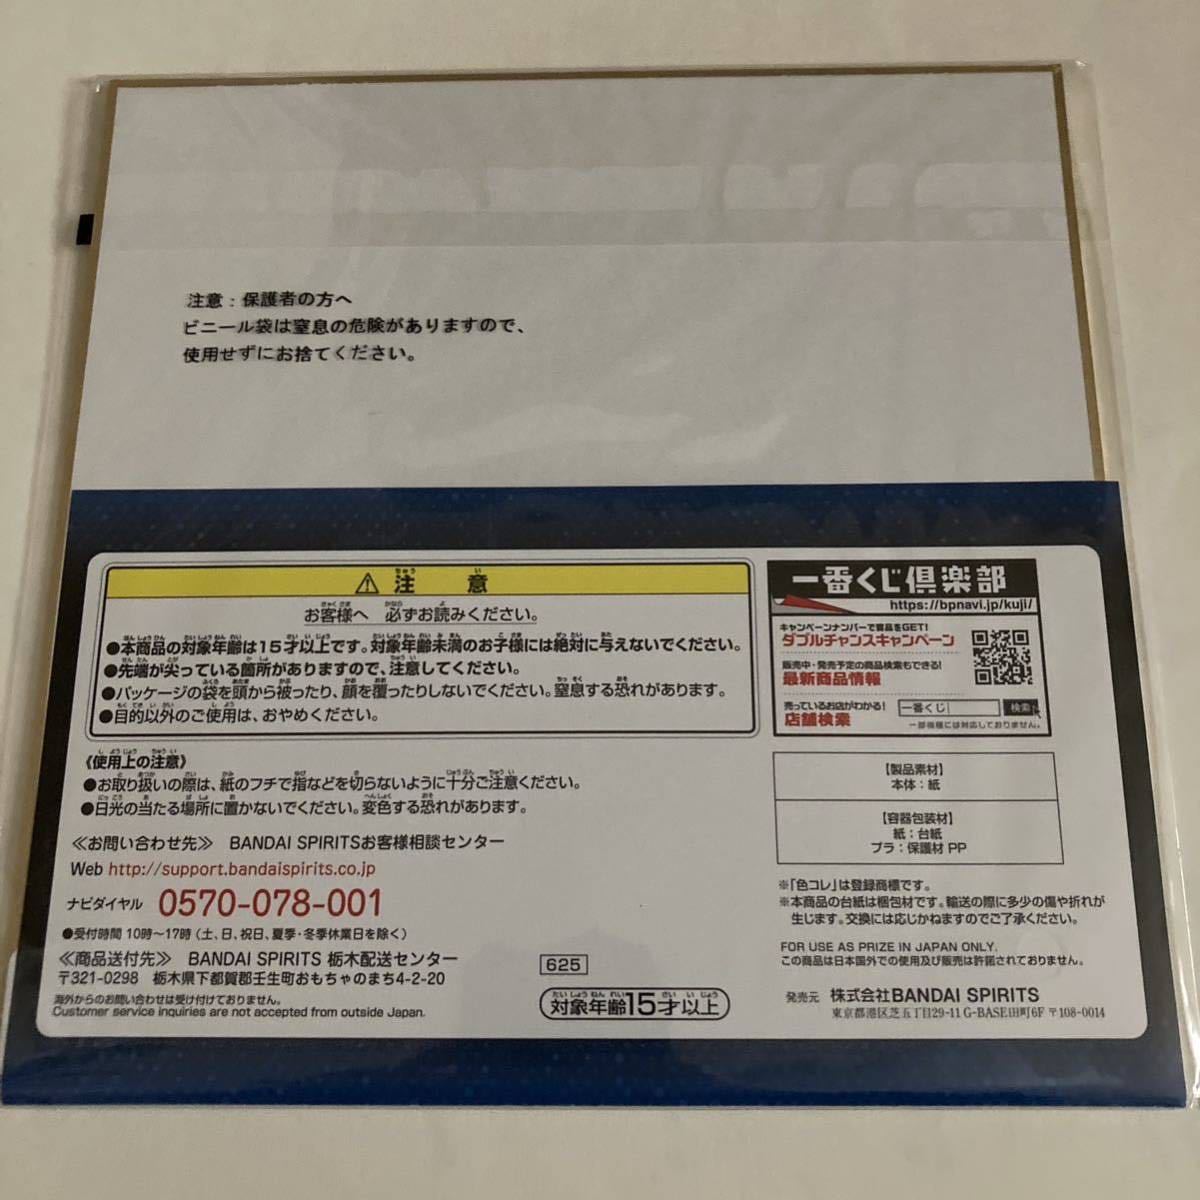 注意：保護者の方へ
ビニール袋は窒息の危険がありますので、
使用せずにお捨てください。
⚠注意
お客様へ 必ずお読みください。
●本商品の対象年齢は15才以上です。対象年齢未満のお子様には絶対に与えないでください。
●先端が尖っている箇所がありますので、注意してください。
●パッケージの袋を頭から被ったり、顔を覆ったりしないでください。窒息する恐れがあります。
●目的以外のご使用は、おやめください。
《使用上の注意》
●お取り扱いの際は、紙のフチで指などを切らないように十分ご注意ください。
●日光の当たる場所に置かないでください。変色する恐れがあります。
≪お問い合わせ先≫ BANDAI SPIRITSお客様相談センター
Web http://support.bandaispirits.co.jp
ナビダイヤル 0570-078-001
●受付時間 10時〜17時（土、日、祝日、夏季・冬季休業日を除く）
≪商品送付先≫ BANDAI SPIRITS 栃木配送センター
〒321-0298 栃木県下都賀郡壬生町おもちゃのまち4-2-20
海外からのお問い合わせは受け付けておりません。
Customer service inquiries are not accepted from outside Japan.
625
対象年齢15才以上
一番くじ倶楽部
https://bpnavi.jp/kuji/
キャンペーンナンバーで賞品をGET!
ダブルチャンスキャンペーン
販売中・発売予定の商品検索もできる!
最新商品情報
売っているお店がわかる!
店舗検索
一番くじ 検索
一部機種には対応しておりません。
【製品素材】
本体：紙
【容器包装材】
紙：台紙
プラ：保護材 PP
※「色コレ」は登録商標です。
※本商品の台紙は梱包材です。輸送の際に多少の傷や折れが
生じます。交換には応じかねますのでご了承ください。
FOR USE AS PRIZE IN JAPAN ONLY.
この商品は日本国外での使用及び販売は許諾されておりません。
発売元 株式会社BANDAI SPIRITS
東京都港区芝五丁目29-11 G-BASE田町6F 〒108-0014